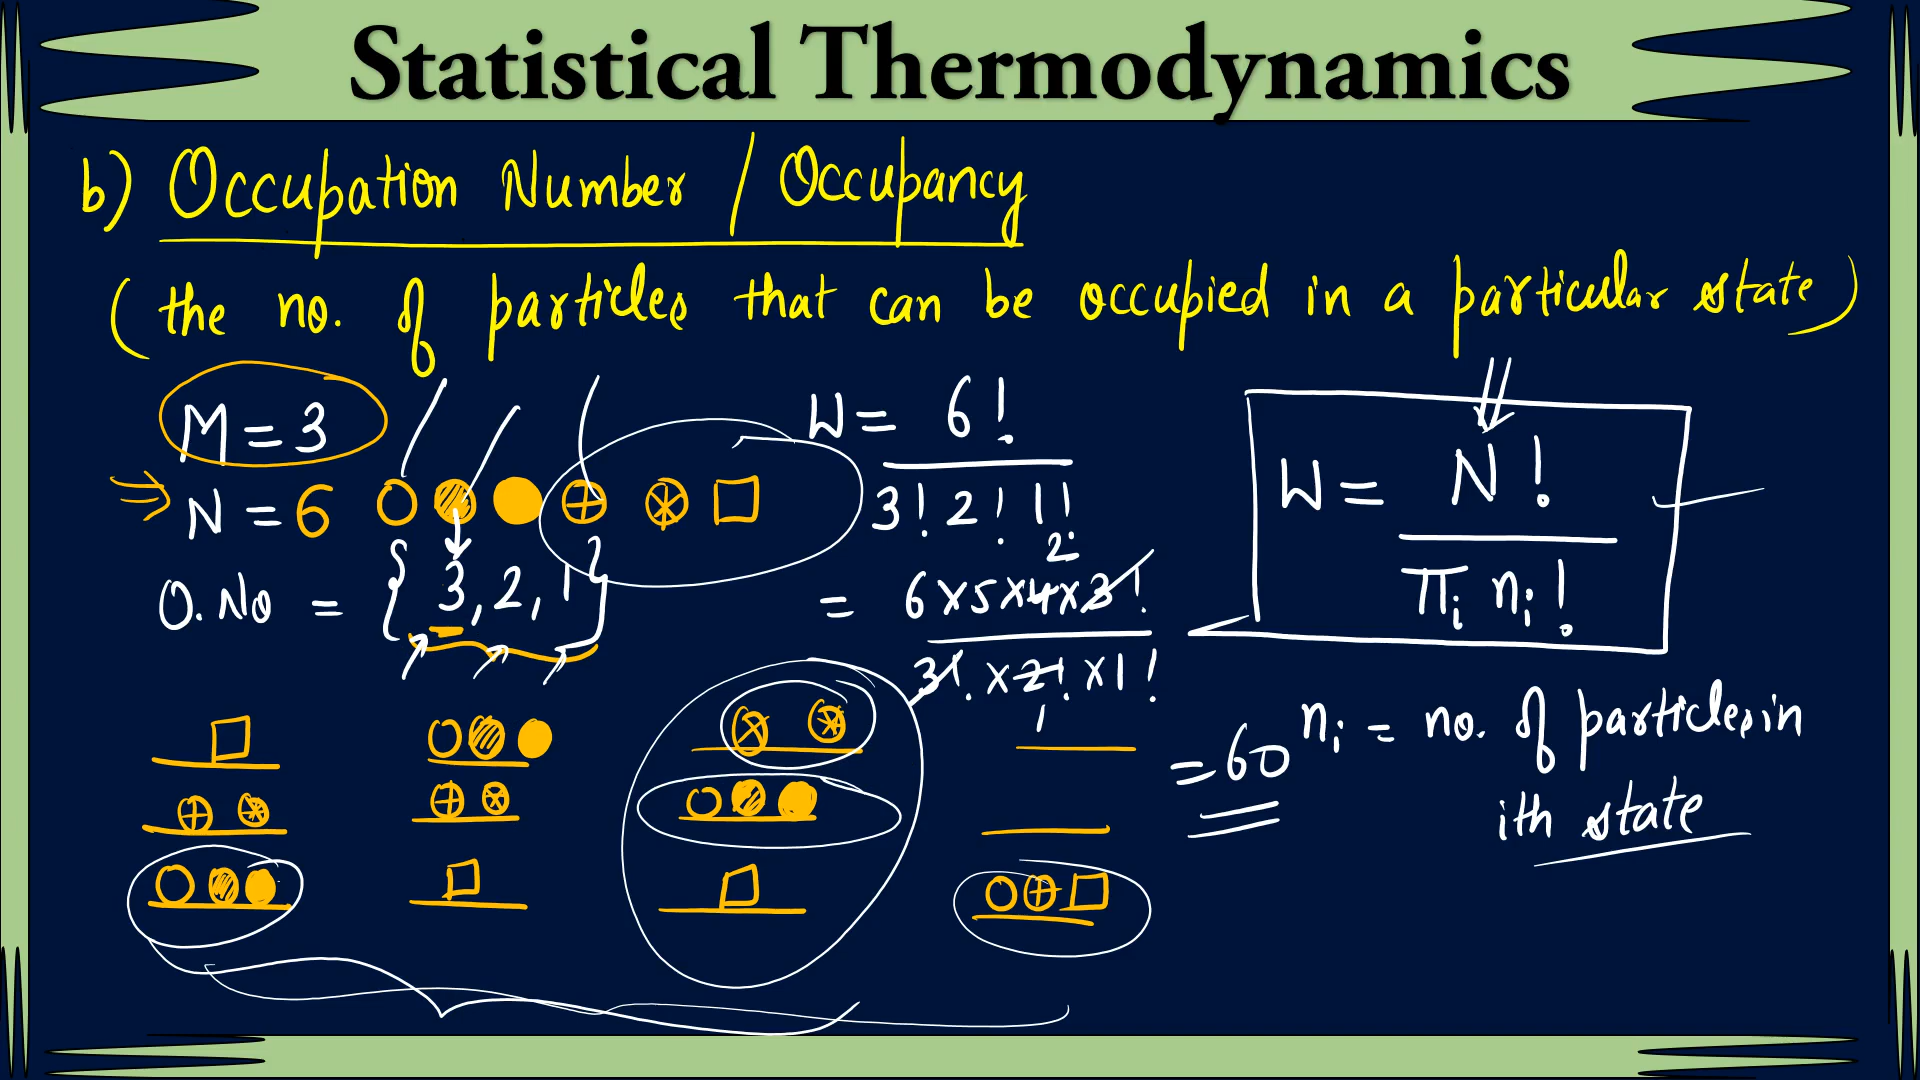 Statistical Thermodynamics
b) Occupation Number / Occupancy
(the no. of particles that can be occupied in a particular state)
M = 3
⇒ N = 6
O. No = { 3, 2, 1 }
W = 6! / 3! 2! 1!
= 6×5×4×3! / 3! × 2! × 1!
2
1
= 60
W = N! / πi ni!
ni = no. of particles in
ith state